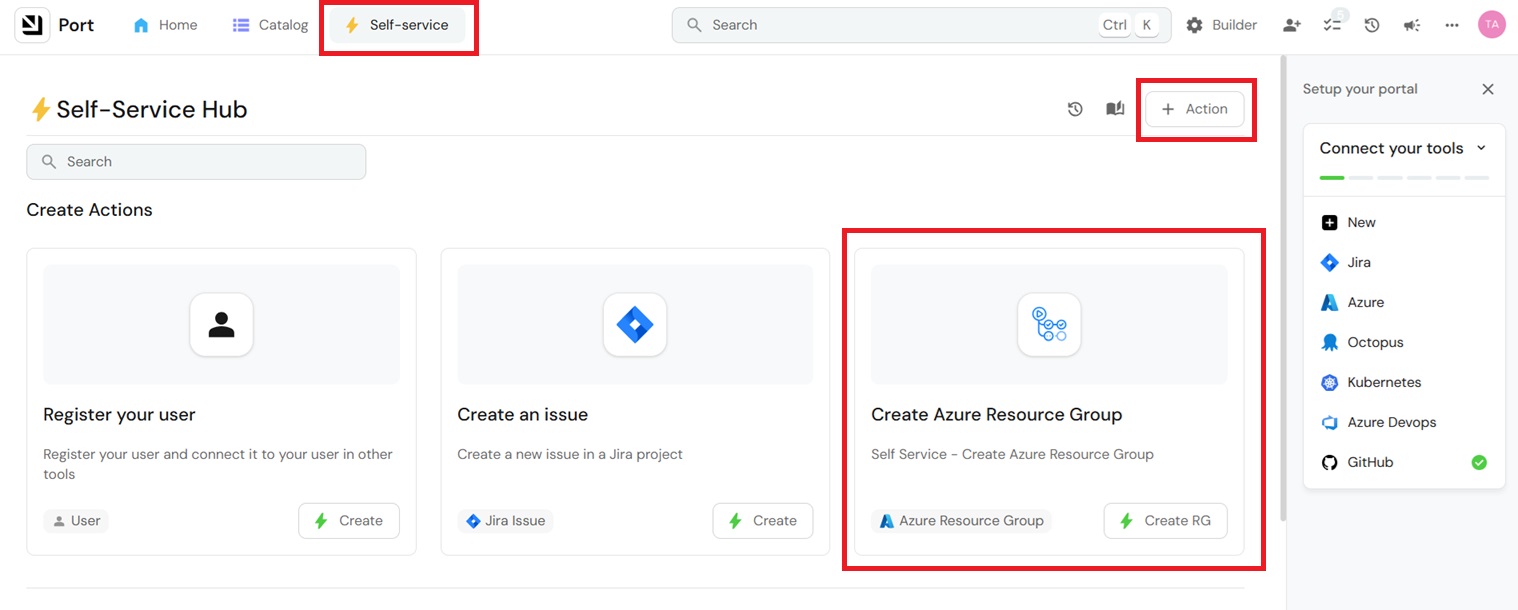 Port
Home
Catalog
Self-service
Search
Ctrl
K
Builder
5
TA
Self-Service Hub
+ Action
Search
Create Actions
Register your user
Register your user and connect it to your user in other
tools
User
Create
Create an issue
Create a new issue in a Jira project
Jira Issue
Create
Create Azure Resource Group
Self Service - Create Azure Resource Group
Azure Resource Group
Create RG
Setup your portal
Connect your tools
New
Jira
Azure
Octopus
Kubernetes
Azure Devops
GitHub